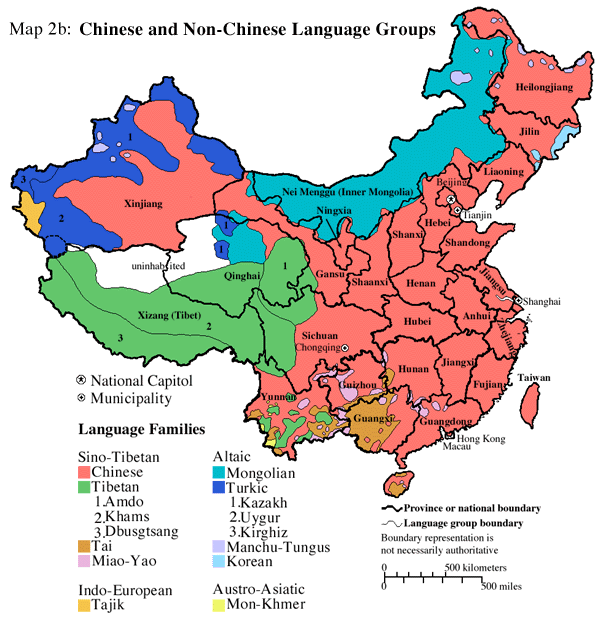 Map 2b: Chinese and Non-Chinese Language Groups
Heilongjiang
1
Jilin
Liaoning
3
Nei Menggu (Inner Mongolia)
Beijing
Xinjiang
Ningxia
Tianjin
2
Hebei
Shanxi
Shandong
1
1
1
uninhabited
Qinghai
Gansu
Shaanxi
Henan
Jiangsu
Shanghai
Xizang (Tibet)
2
Anhui
Hubei
Zhejiang
3
Sichuan
Chongqing
Hunan
Jiangxi
National Capitol
Guizhou
Fujian
Taiwan
Municipality
Yunnan
Guangxi
Guangdong
Hong Kong
Macau
Language Families
Sino-Tibetan
Chinese
Tibetan
1.Amdo
2.Khams
3.Dbusgtsang
Tai
Miao-Yao
Indo-European
Tajik
Altaic
Mongolian
Turkic
1.Kazakh
2.Uygur
3.Kirghiz
Manchu-Tungus
Korean
Austro-Asiatic
Mon-Khmer
Province or national boundary
Language group boundary
Boundary representation is
not necessarily authoritative
0 500 kilometers
0 500 miles